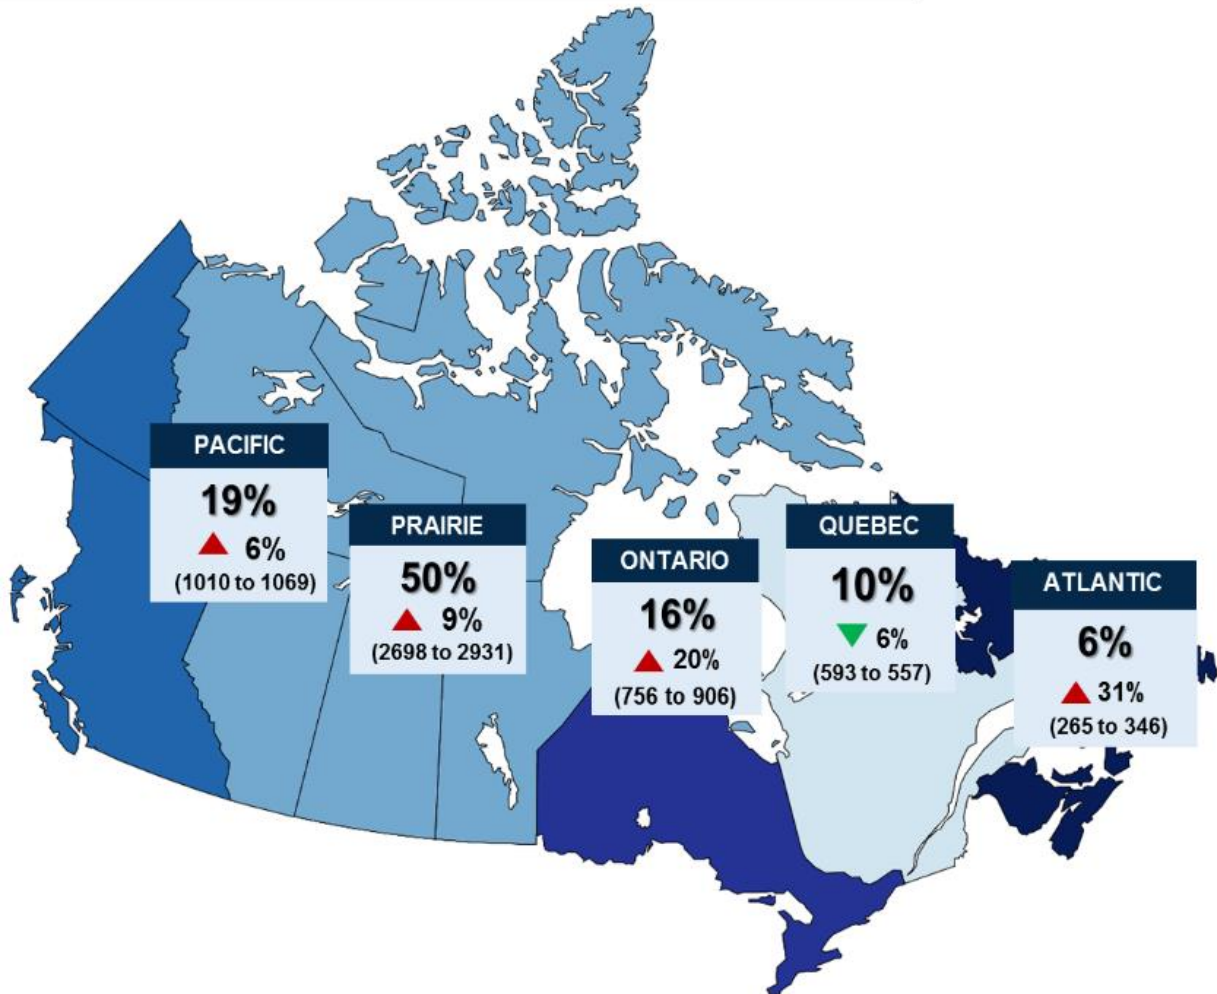 PACIFIC
19%
6%
(1010 to 1069)
PRAIRIE
50%
9%
(2698 to 2931)
ONTARIO
16%
20%
(756 to 906)
QUEBEC
10%
6%
(593 to 557)
ATLANTIC
6%
31%
(265 to 346)